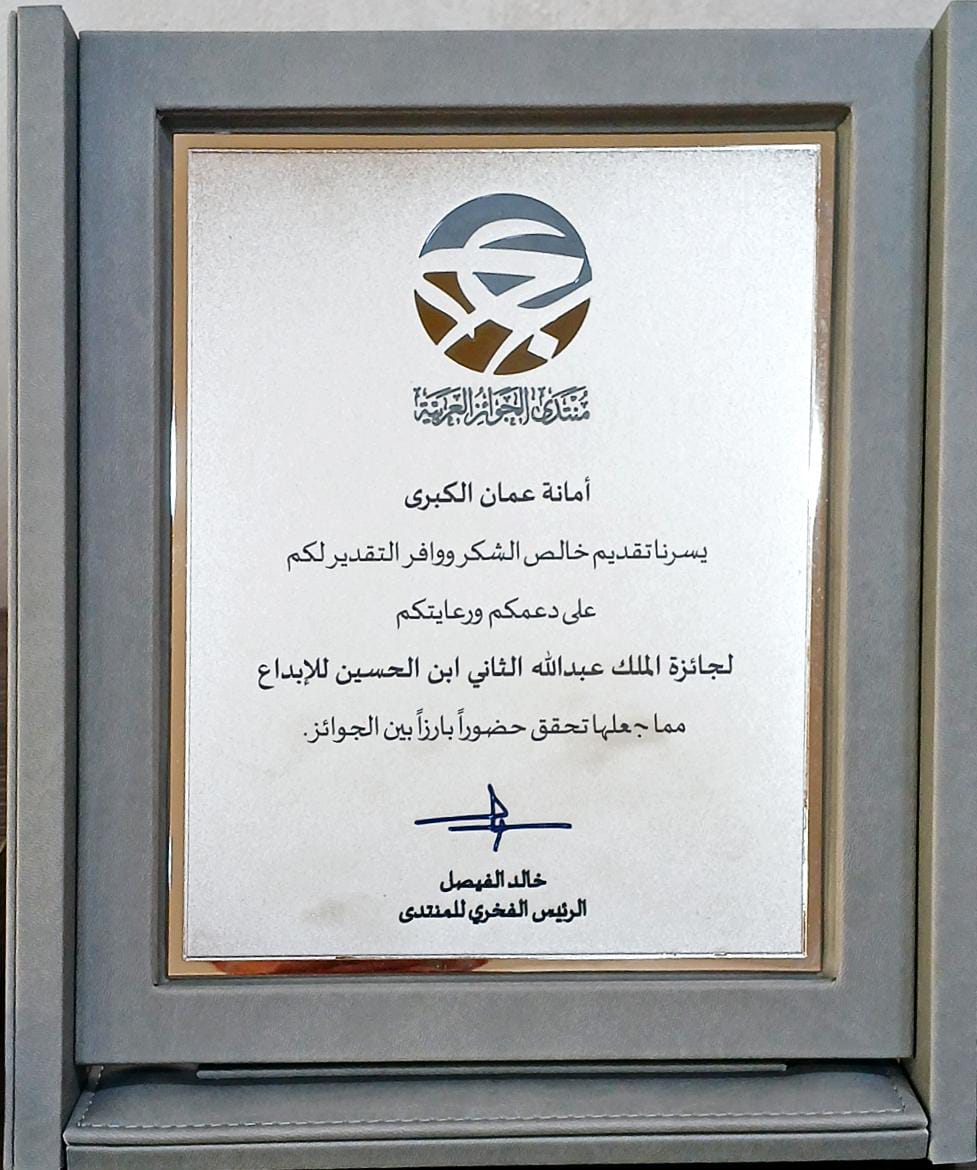 منتدى الجوائز العربية
أمانة عمان الكبرى
يسرنا تقديم خالص الشكر ووافر التقدير لكم
على دعمكم ورعايتكم
لجائزة الملك عبدالله الثاني ابن الحسين للإبداع
مما جعلها تحقق حضوراً بارزاً بين الجوائز.
خالد الفيصل
الرئيس الفخري للمنتدى